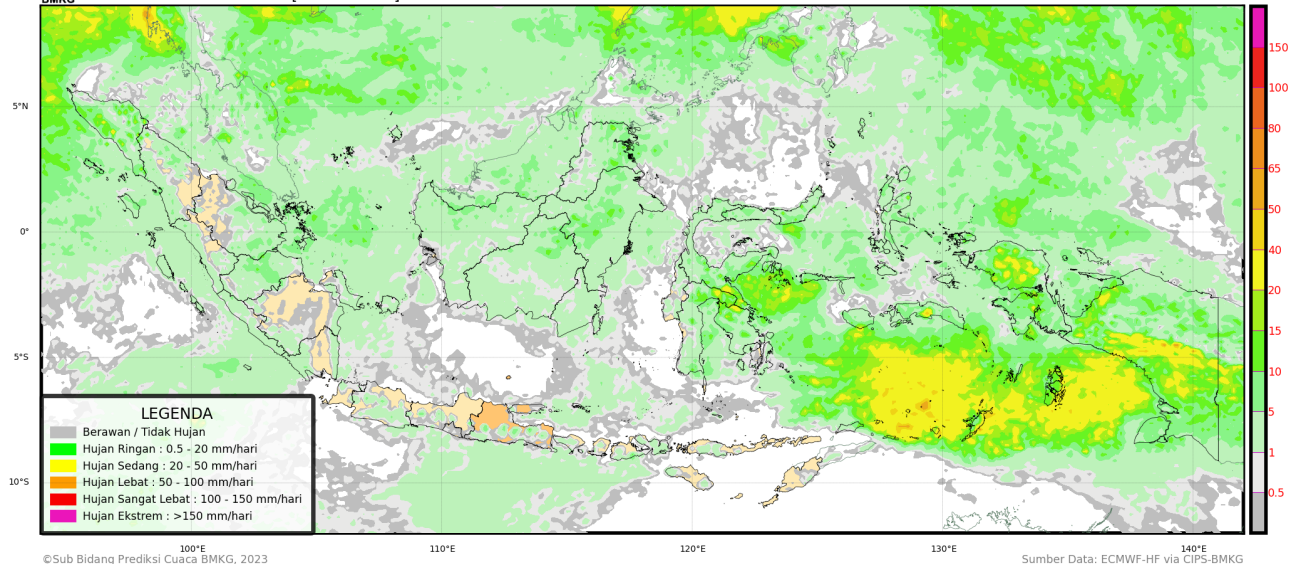 BMKG
5°N
0°
5°S
10°S
LEGENDA
Berawan / Tidak Hujan
Hujan Ringan : 0.5 - 20 mm/hari
Hujan Sedang : 20 - 50 mm/hari
Hujan Lebat : 50 - 100 mm/hari
Hujan Sangat Lebat : 100 - 150 mm/hari
Hujan Ekstrem : >150 mm/hari
150
100
80
65
50
40
20
15
10
5
1
0.5
100°E
110°E
120°E
130°E
140°E
©Sub Bidang Prediksi Cuaca BMKG, 2023
Sumber Data: ECMWF-HF via CIPS-BMKG